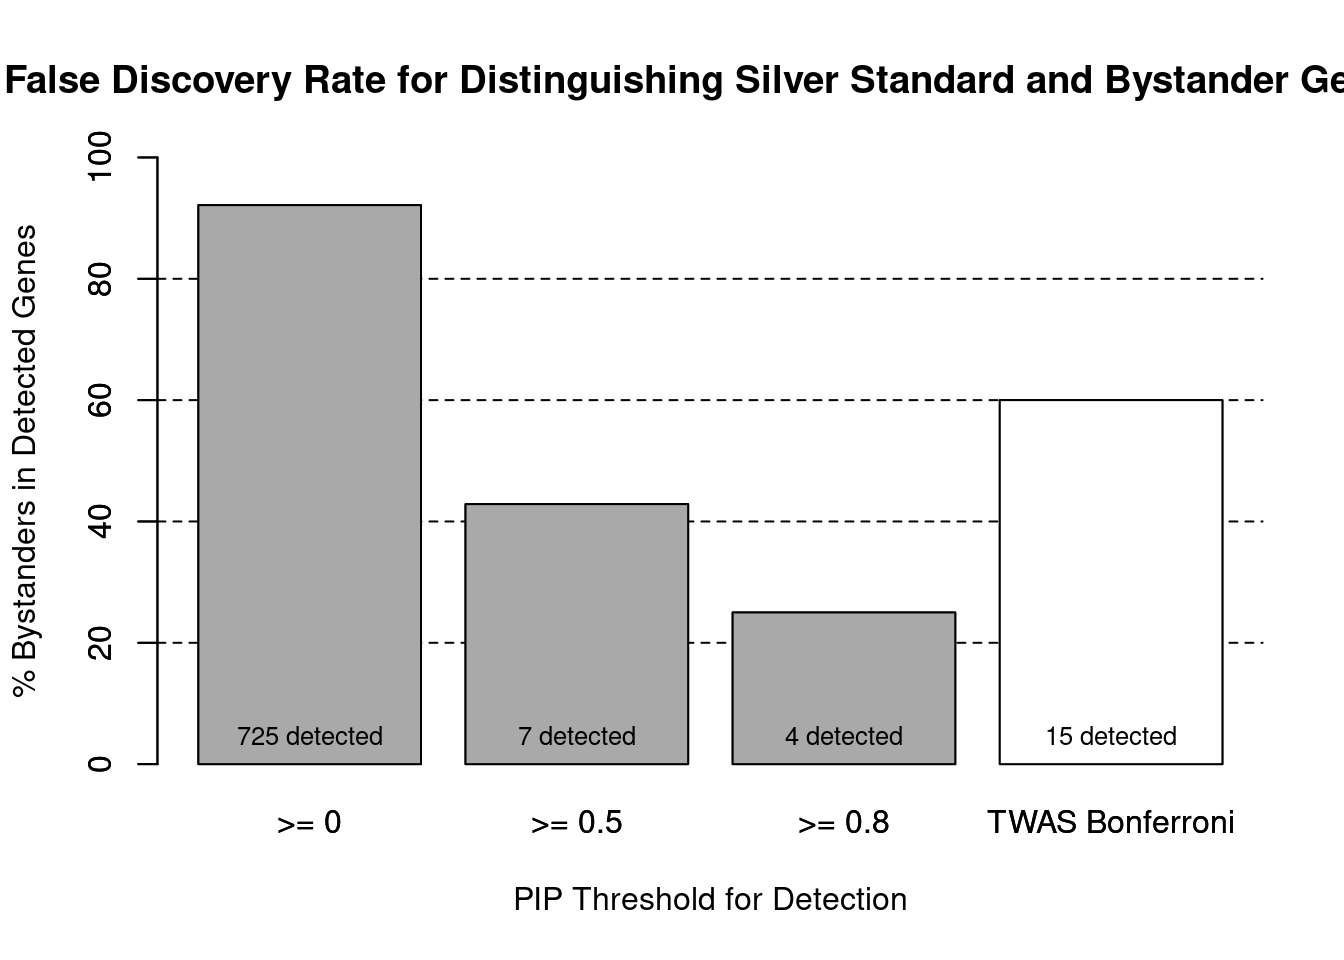 False Discovery Rate for Distinguishing Silver Standard and Bystander Ge
% Bystanders in Detected Genes
100
80
60
40
20
0
725 detected
7 detected
4 detected
15 detected
>= 0
>= 0.5
>= 0.8
TWAS Bonferroni
PIP Threshold for Detection